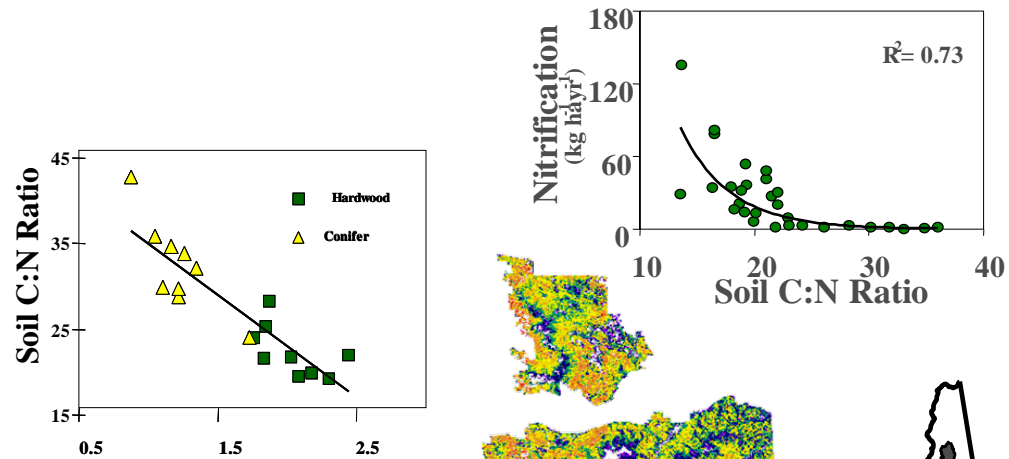 45
35
25
15
0.5
1.5
2.5
Soil C:N Ratio
Hardwood
Conifer
180
120
60
0
10
20
30
40
Nitrification
(kg ha-1yr-1)
R2= 0.73
Soil C:N Ratio